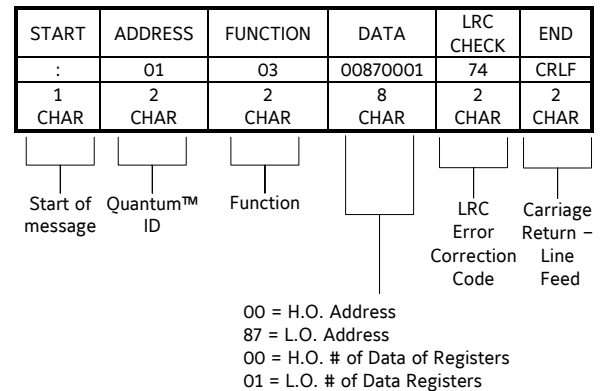 START ADDRESS FUNCTION DATA LRC CHECK END
: 01 03 00870001 74 CRLF
1 CHAR 2 CHAR 2 CHAR 8 CHAR 2 CHAR 2 CHAR
Start of message
Quantum™ ID
Function
LRC Error Correction Code
Carriage Return – Line Feed
00 = H.O. Address
87 = L.O. Address
00 = H.O. # of Data of Registers
01 = L.O. # of Data Registers